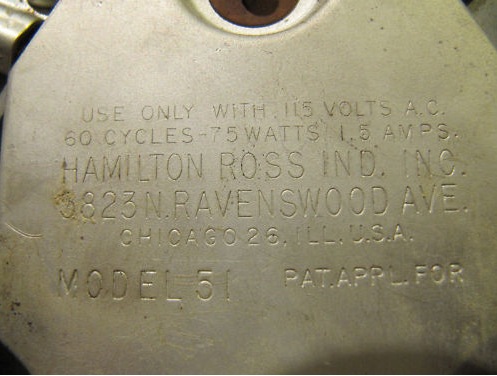 USE ONLY WITH 115 VOLTS A.C.
60 CYCLES-75 WATTS 1.5 AMPS.
HAMILTON ROSS IND. INC.
N. RAVENSWOOD AVE.
CHICAGO 26, ILL. U.S.A.
MODEL 51 PAT. APPL. FOR